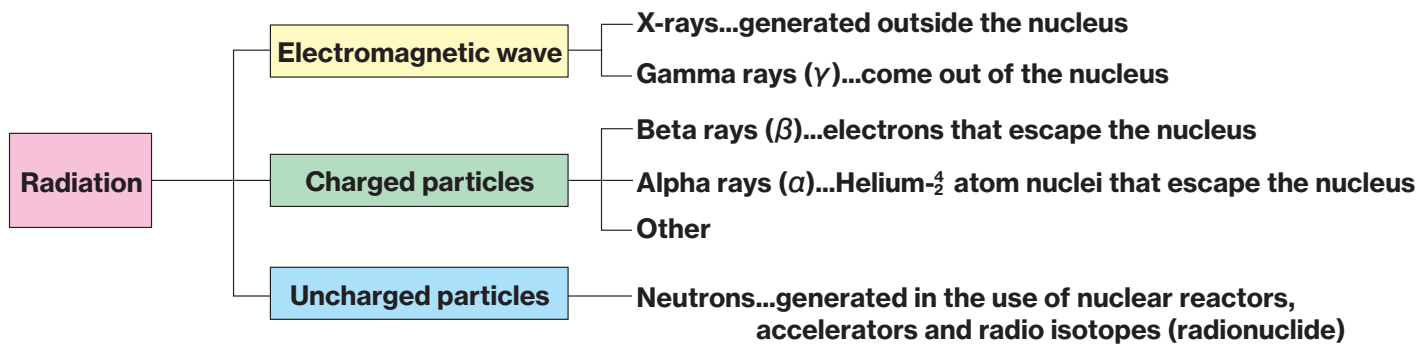 Radiation
Electromagnetic wave
X-rays...generated outside the nucleus
Gamma rays (γ)...come out of the nucleus
Charged particles
Beta rays (β)...electrons that escape the nucleus
Alpha rays (α)...Helium-⁴₂ atom nuclei that escape the nucleus
Other
Uncharged particles
Neutrons...generated in the use of nuclear reactors,
accelerators and radio isotopes (radionuclide)